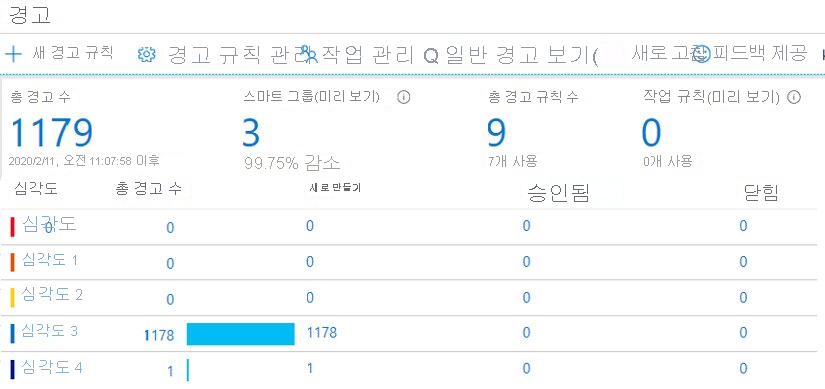 경고
새 경고 규칙 경고 규칙 관리 작업 관리 Q 일반 경고 보기( 새로 고침 피드백 제공
총 경고 수 스마트 그룹(미리 보기) 총 경고 규칙 수 작업 규칙(미리 보기)
1179 3 9 0
2020/2/11, 오전 11:07:58 이후 99.75% 감소 7개 사용 0개 사용
심각도 총 경고 수 새로 만들기 승인됨 닫힘
심각도 0 0 0 0 0
심각도 1 0 0 0 0
심각도 2 0 0 0 0
심각도 3 1178 1178 0 0
심각도 4 1 1 0 0